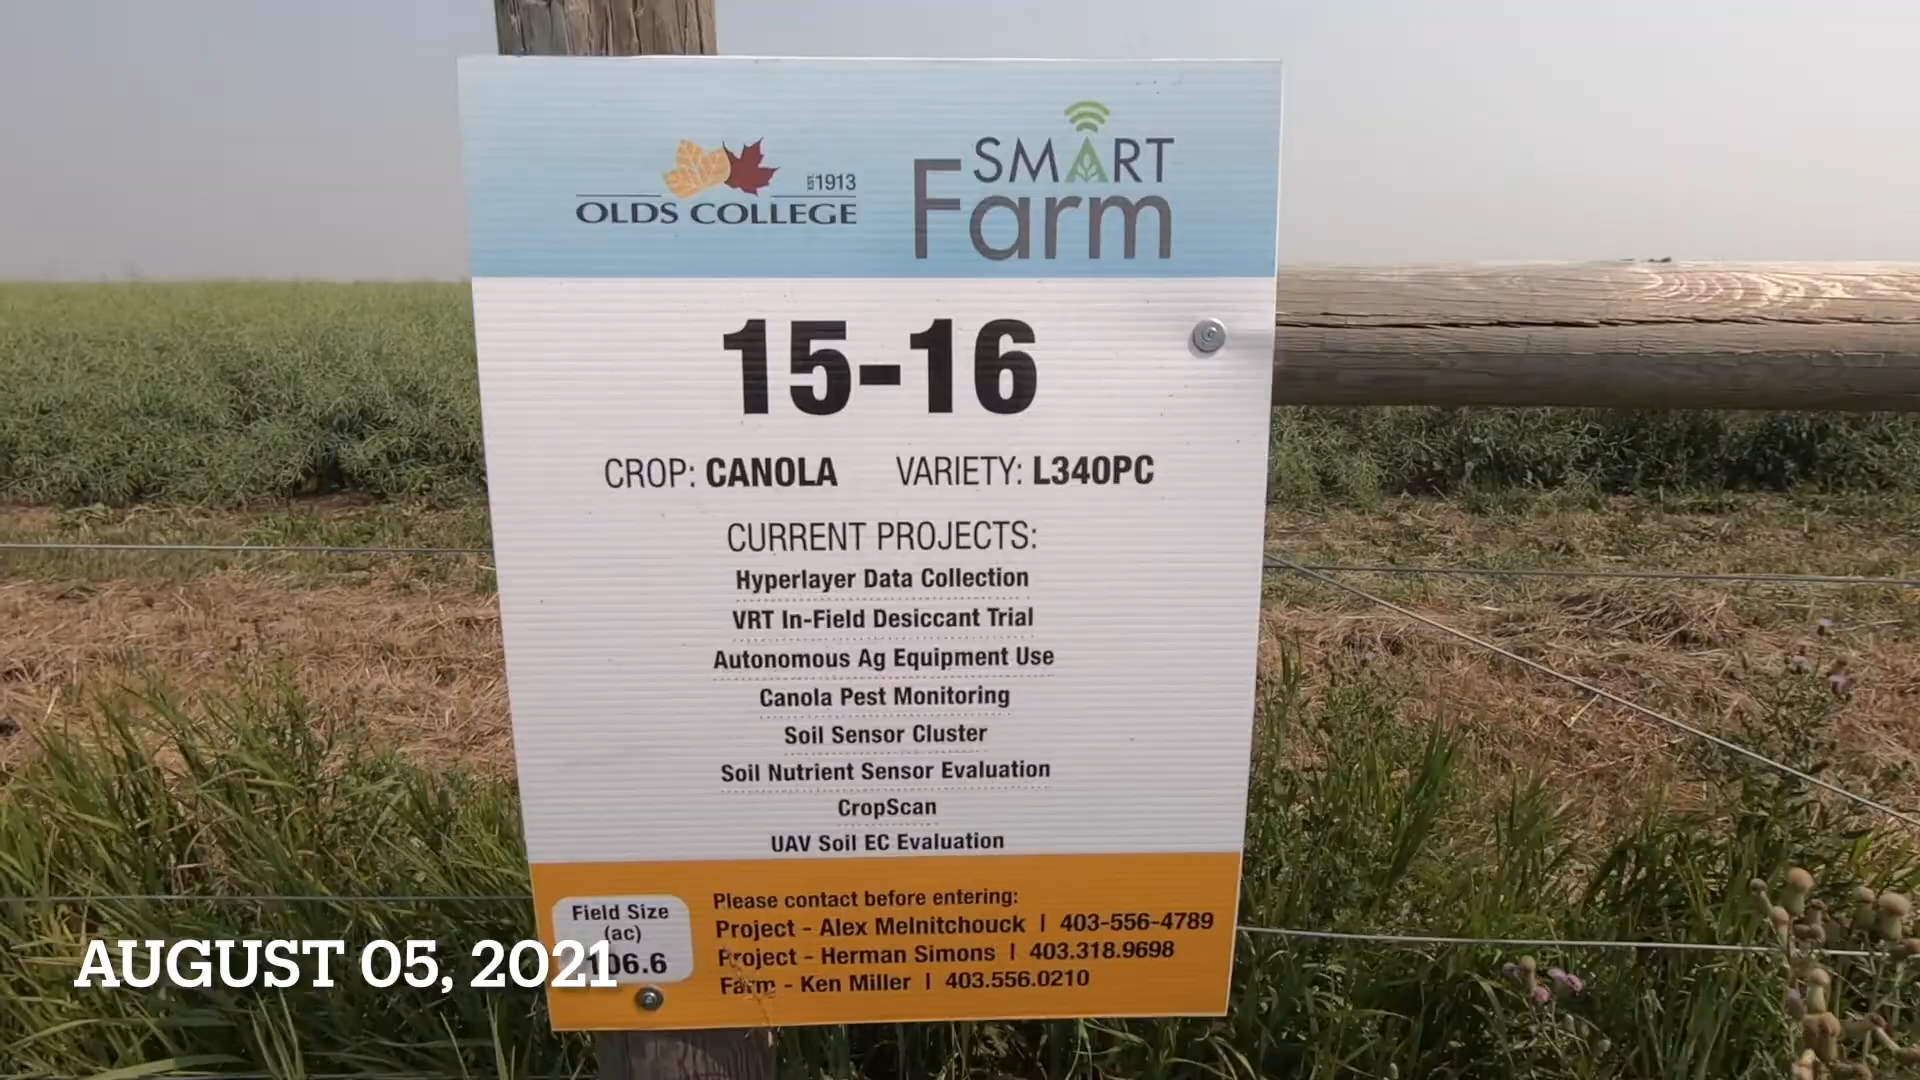 EST. 1913
OLDS COLLEGE
SMART
Farm
15-16
CROP: CANOLA VARIETY: L340PC
CURRENT PROJECTS:
Hyperlayer Data Collection
VRT In-Field Desiccant Trial
Autonomous Ag Equipment Use
Canola Pest Monitoring
Soil Sensor Cluster
Soil Nutrient Sensor Evaluation
CropScan
UAV Soil EC Evaluation
Field Size
(ac)
106.6
Please contact before entering:
Project - Alex Melnitchouck | 403-556-4789
Project - Herman Simons | 403.318.9698
Farm - Ken Miller | 403.556.0210
AUGUST 05, 2021